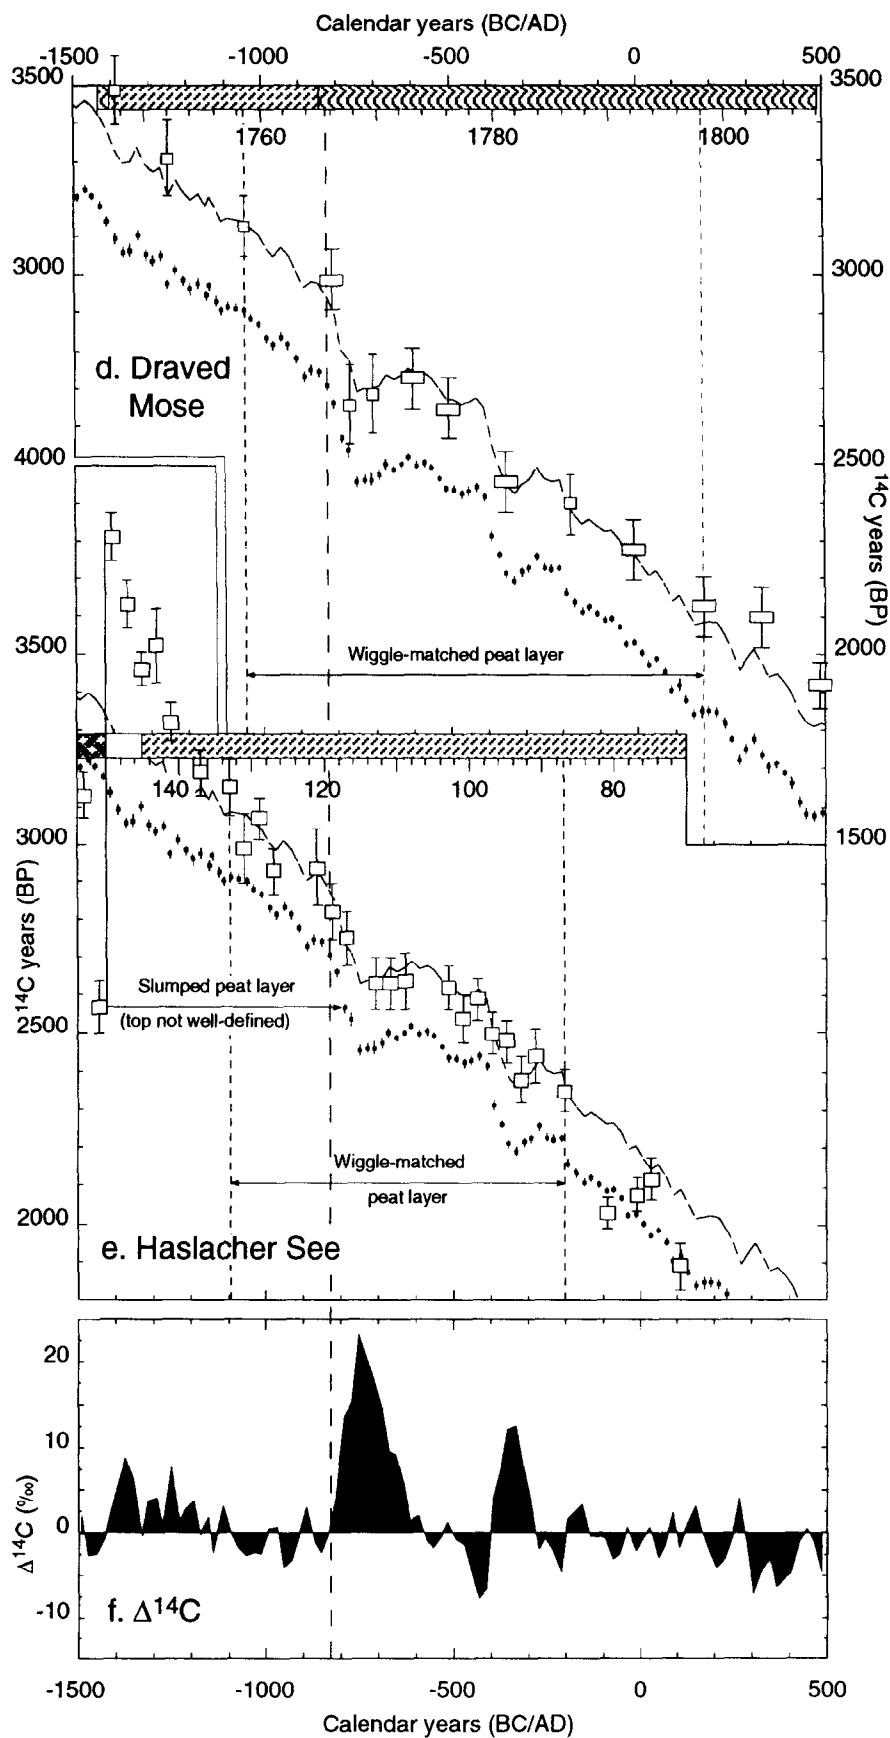 Calendar years (BC/AD)
-1500 -1000 -500 0 500
3500 3500
1760 1780 1800
3000 3000
d. Draved
Mose
4000 2500
14C years (BP)
3500 2000
Wiggle-matched peat layer
140 120 100 80
3000 1500
14C years (BP)
Slumped peat layer
(top not well-defined)
2500
Wiggle-matched
peat layer
2000
e. Haslacher See
20
10
0
-10
Δ14C (‰)
f. Δ14C
-1500 -1000 -500 0 500
Calendar years (BC/AD)